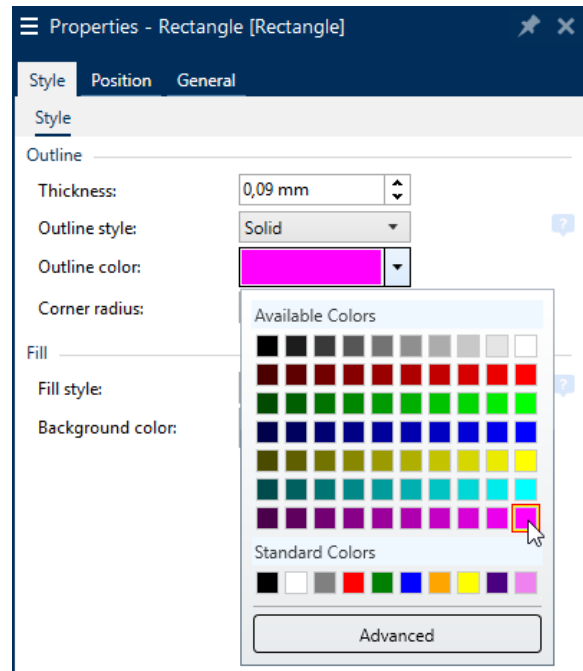 Properties - Rectangle [Rectangle]
Style Position General
Style
Outline
Thickness: 0,09 mm
Outline style: Solid
?
Outline color:
Corner radius:
Available Colors
Fill
Fill style:
?
Background color:
Standard Colors
Advanced